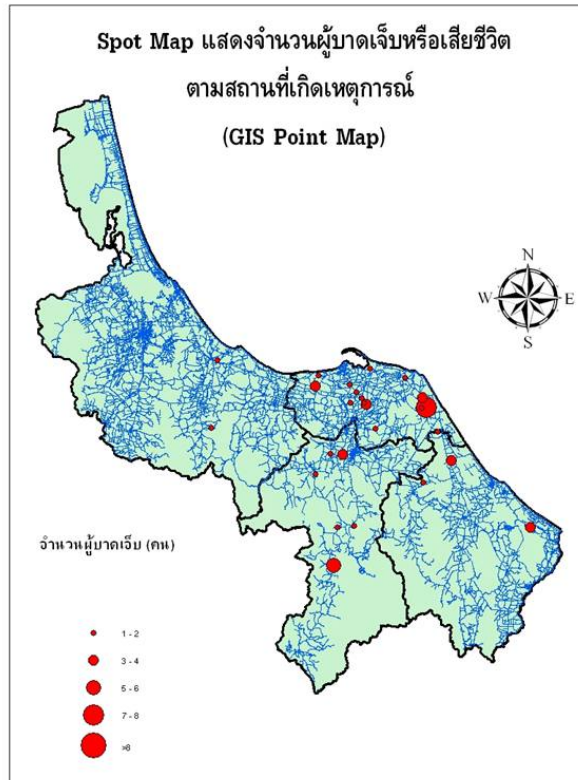 Spot Map แสดงจำนวนผู้บาดเจ็บหรือเสียชีวิต
ตามสถานที่เกิดเหตุการณ์
(GIS Point Map)
N
W E
S
จำนวนผู้บาดเจ็บ (คน)
1 - 2
3 - 4
5 - 6
7 - 8
>8